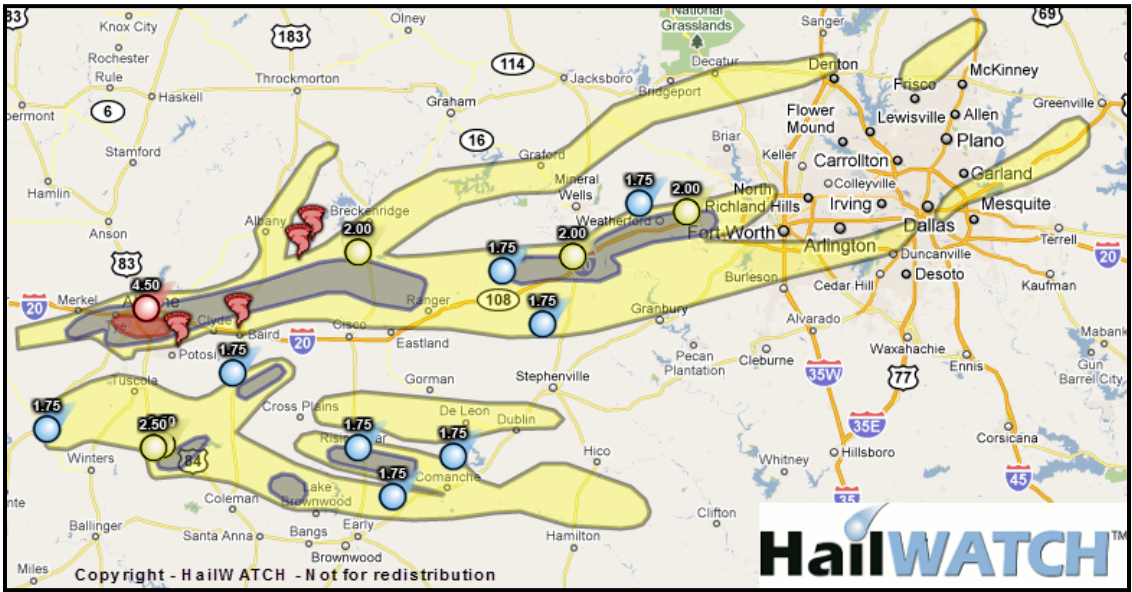 83
Knox City
Olney
National
Grasslands
Sanger
69
183
Rochester
114
Decatur
Denton
McKinney
Rule
Throckmorton
Jacksboro
Bridgeport
Frisco
Haskell
Greenville
6
Graham
Flower
Mound
Lewisville
Allen
Stamford
16
Briar
Plano
Graford
Keller
Carrollton
Mineral
Wells
1.75
2.00
North
Richland Hills
Colleyville
Garland
Hamlin
Irving
Mesquite
Albany
Breckenridge
Weatherford
Anson
2.00
2.00
Fort Worth
Dallas
Terrell
83
1.75
Arlington
20
4.50
Duncanville
Burleson
Desoto
Merkel
108
Ranger
Cedar Hill
Kaufman
20
1.75
Tye
Clyde
Granbury
Cisco
Baird
20
Eastland
Alvarado
Potosi
1.75
Pecan
Plantation
Cleburne
Waxahachie
Ennis
Mabank
Gun
Barrel City
Tuscola
Gorman
Stephenville
35W
77
Cross Plains
De Leon
Dublin
1.75
2.50
1.75
1.75
35E
Corsicana
Winters
84
Hico
Whitney
Hillsboro
1.75
Comanche
45
Coleman
Lake
Brownwood
35
Ballinger
Santa Anna
Bangs
Early
Hamilton
Clifton
Brownwood
Miles
HailWATCH™
Copyright - HailWATCH - Not for redistribution